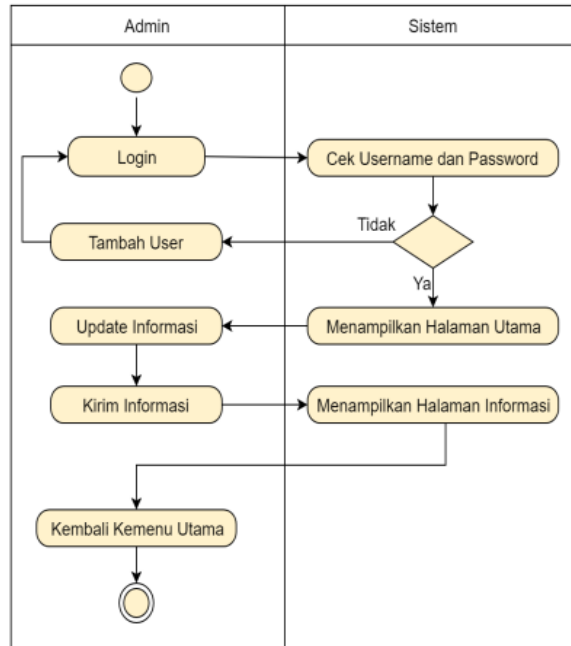 Admin
Sistem
Login
Cek Username dan Password
Tidak
Tambah User
Ya
Update Informasi
Menampilkan Halaman Utama
Kirim Informasi
Menampilkan Halaman Informasi
Kembali Kemenu Utama